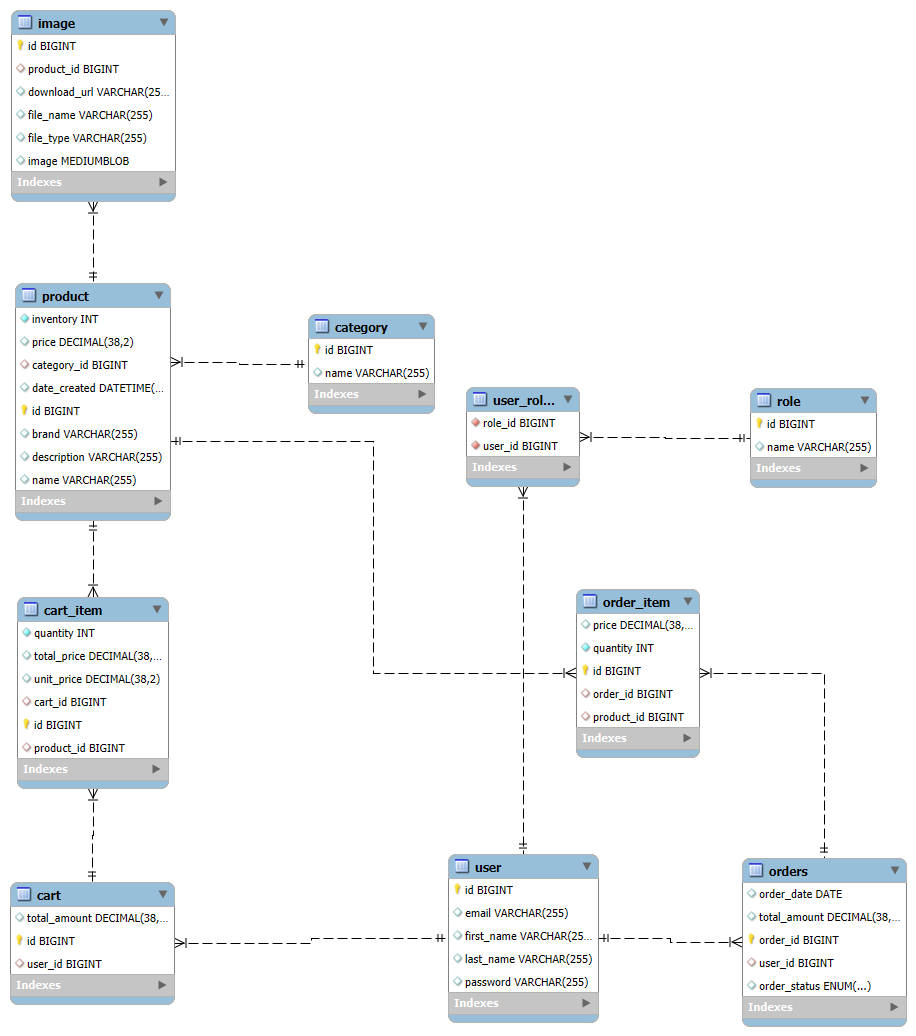 image
id BIGINT
product_id BIGINT
download_url VARCHAR(25...
file_name VARCHAR(255)
file_type VARCHAR(255)
image MEDIUMBLOB
Indexes
product
inventory INT
price DECIMAL(38,2)
category_id BIGINT
date_created DATETIME(...
id BIGINT
brand VARCHAR(255)
description VARCHAR(255)
name VARCHAR(255)
Indexes
category
id BIGINT
name VARCHAR(255)
Indexes
user_rol...
role_id BIGINT
user_id BIGINT
Indexes
role
id BIGINT
name VARCHAR(255)
Indexes
cart_item
quantity INT
total_price DECIMAL(38,...
unit_price DECIMAL(38,2)
cart_id BIGINT
id BIGINT
product_id BIGINT
Indexes
order_item
price DECIMAL(38,...
quantity INT
id BIGINT
order_id BIGINT
product_id BIGINT
Indexes
cart
total_amount DECIMAL(38,...
id BIGINT
user_id BIGINT
Indexes
user
id BIGINT
email VARCHAR(255)
first_name VARCHAR(25...
last_name VARCHAR(255)
password VARCHAR(255)
Indexes
orders
order_date DATE
total_amount DECIMAL(38,...
order_id BIGINT
user_id BIGINT
order_status ENUM(...)
Indexes